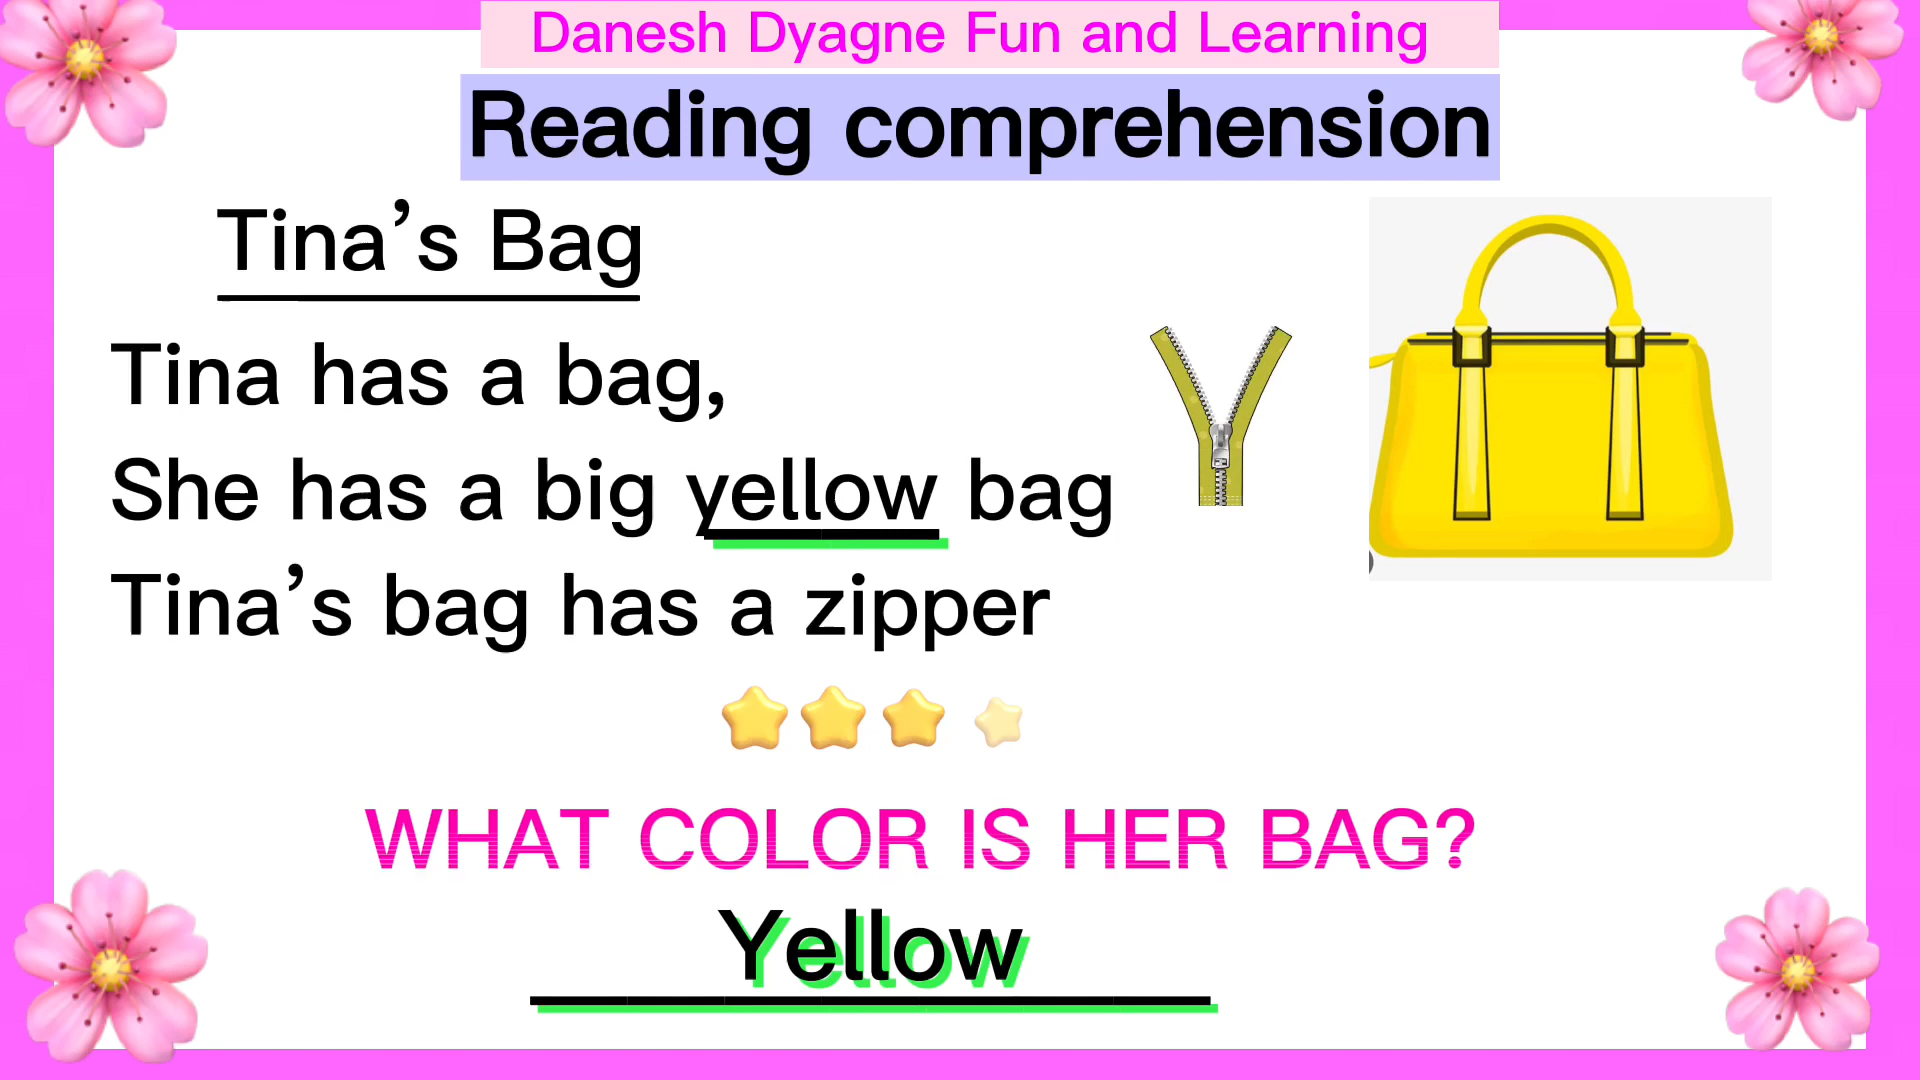 Danesh Dyagne Fun and Learning
Reading comprehension
Tina’s Bag
Tina has a bag,
She has a big yellow bag
Tina’s bag has a zipper
WHAT COLOR IS HER BAG?
Yellow